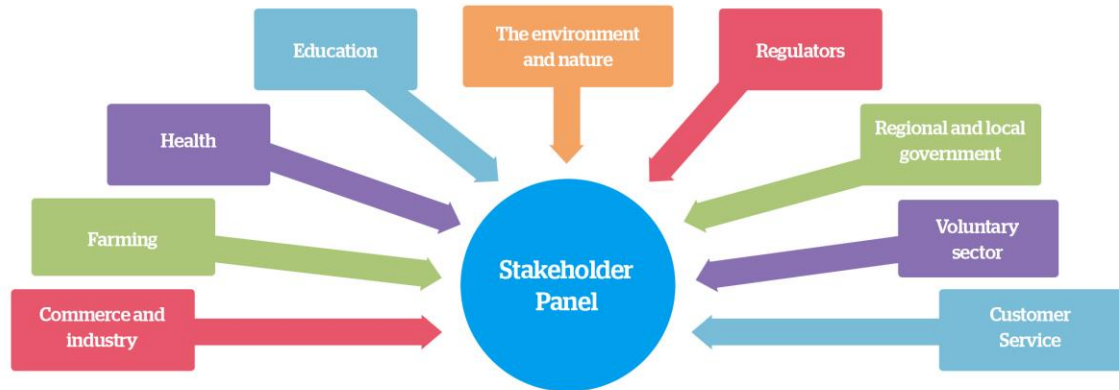 The environment
and nature
Education
Regulators
Health
Regional and local
government
Farming
Voluntary
sector
Stakeholder
Panel
Commerce and
industry
Customer
Service